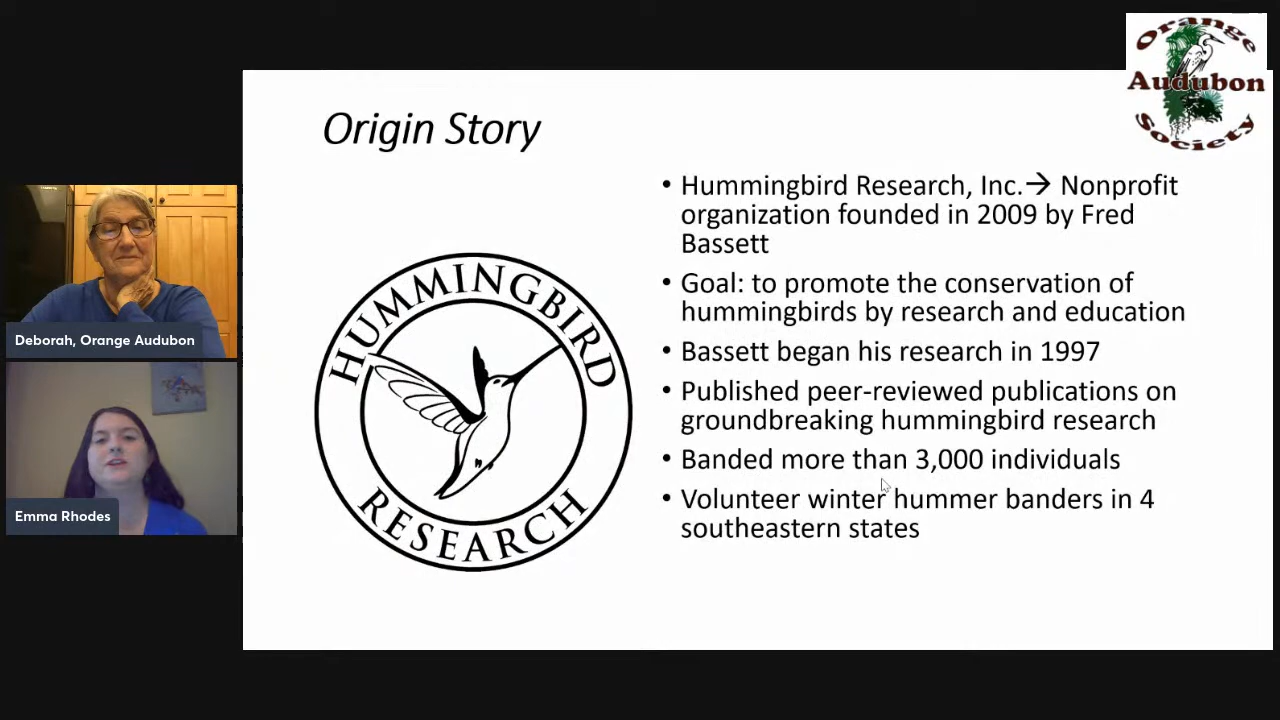 Orange
Audubon
Society
Origin Story
• Hummingbird Research, Inc.→ Nonprofit
organization founded in 2009 by Fred
Bassett
• Goal: to promote the conservation of
hummingbirds by research and education
• Bassett began his research in 1997
• Published peer-reviewed publications on
groundbreaking hummingbird research
• Banded more than 3,000 individuals
• Volunteer winter hummer banders in 4
southeastern states
HUMMINGBIRD
RESEARCH
Deborah, Orange Audubon
Emma Rhodes